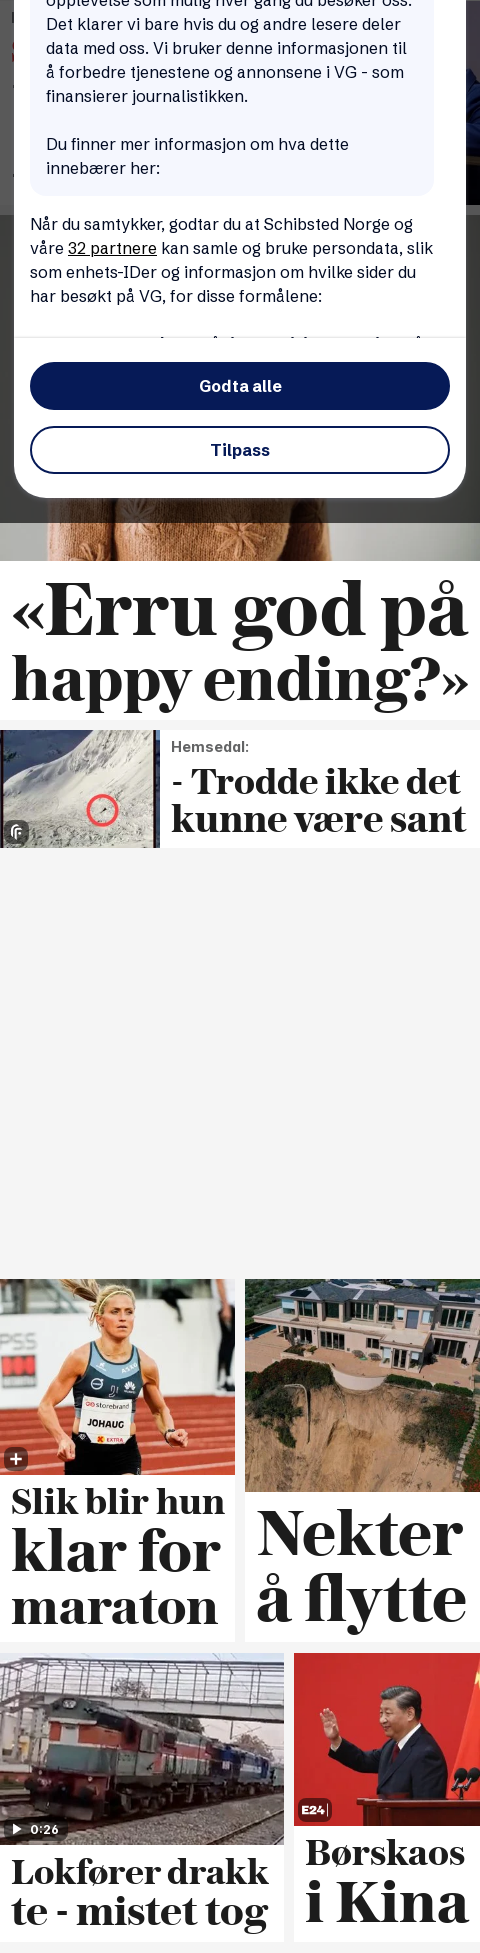 opplevelse som mulig hver gang du besøker oss.
Det klarer vi bare hvis du og andre lesere deler
data med oss. Vi bruker denne informasjonen til
å forbedre tjenestene og annonsene i VG - som
finansierer journalistikken.
Du finner mer informasjon om hva dette
innebærer her:
Når du samtykker, godtar du at Schibsted Norge og
våre 32 partnere kan samle og bruke persondata, slik
som enhets-IDer og informasjon om hvilke sider du
har besøkt på VG, for disse formålene:
Godta alle
Tilpass
«Erru god på
happy ending?»
Hemsedal:
- Trodde ikke det
kunne være sant
storebrand
JOHAUG
EXTRA
Slik blir hun
klar for
maraton
Nekter
å flytte
0:26
Lokfører drakk
te - mistet tog
E24
Børskaos
i Kina